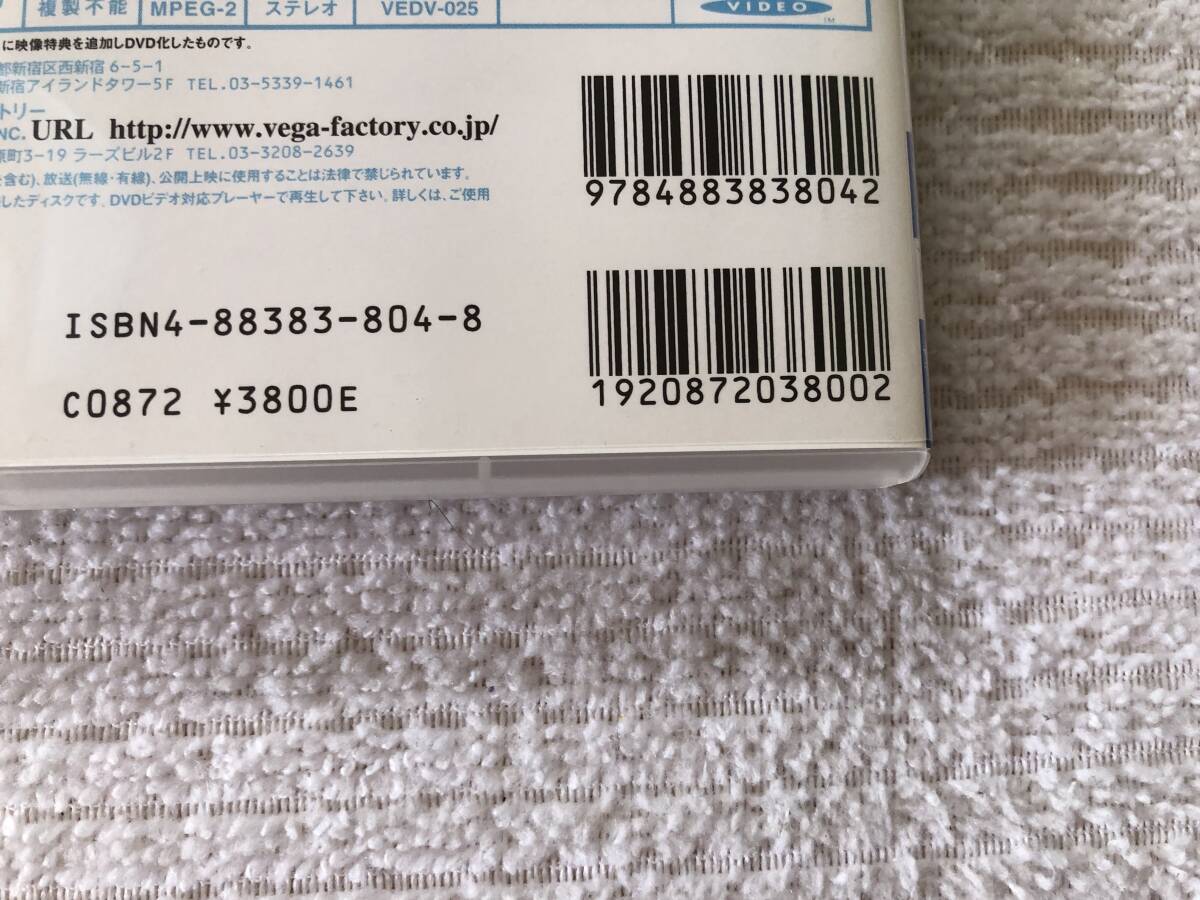 複製不能 MPEG-2 ステレオ VEDV-025
VIDEO
TM
に映像特典を追加しDVD化したものです。
都新宿区西新宿 6-5-1
新宿アイランドタワー5F TEL.03-5339-1461
トリー
NC. URL http://www.vega-factory.co.jp/
原町3-19 ラーズビル2F TEL.03-3208-2639
含む)、放送(無線・有線)、公開上映に使用することは法律で禁じられています。
したディスクです。DVDビデオ対応プレーヤーで再生して下さい。詳しくは、ご使用
9784883838042
ISBN4-88383-804-8
C0872 ¥3800E
1920872038002